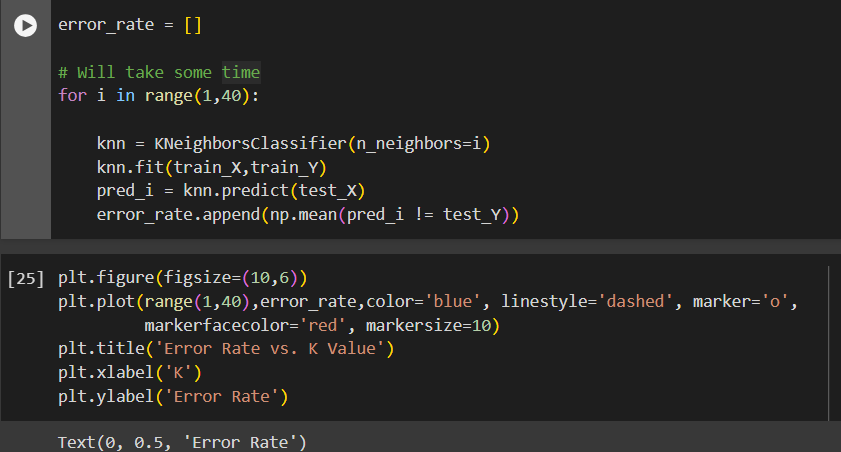 error_rate = []
# Will take some time
for i in range(1,40):
knn = KNeighborsClassifier(n_neighbors=i)
knn.fit(train_X,train_Y)
pred_i = knn.predict(test_X)
error_rate.append(np.mean(pred_i != test_Y))
[25] plt.figure(figsize=(10,6))
plt.plot(range(1,40),error_rate,color='blue', linestyle='dashed', marker='o',
markerfacecolor='red', markersize=10)
plt.title('Error Rate vs. K Value')
plt.xlabel('K')
plt.ylabel('Error Rate')
Text(0, 0.5, 'Error Rate')